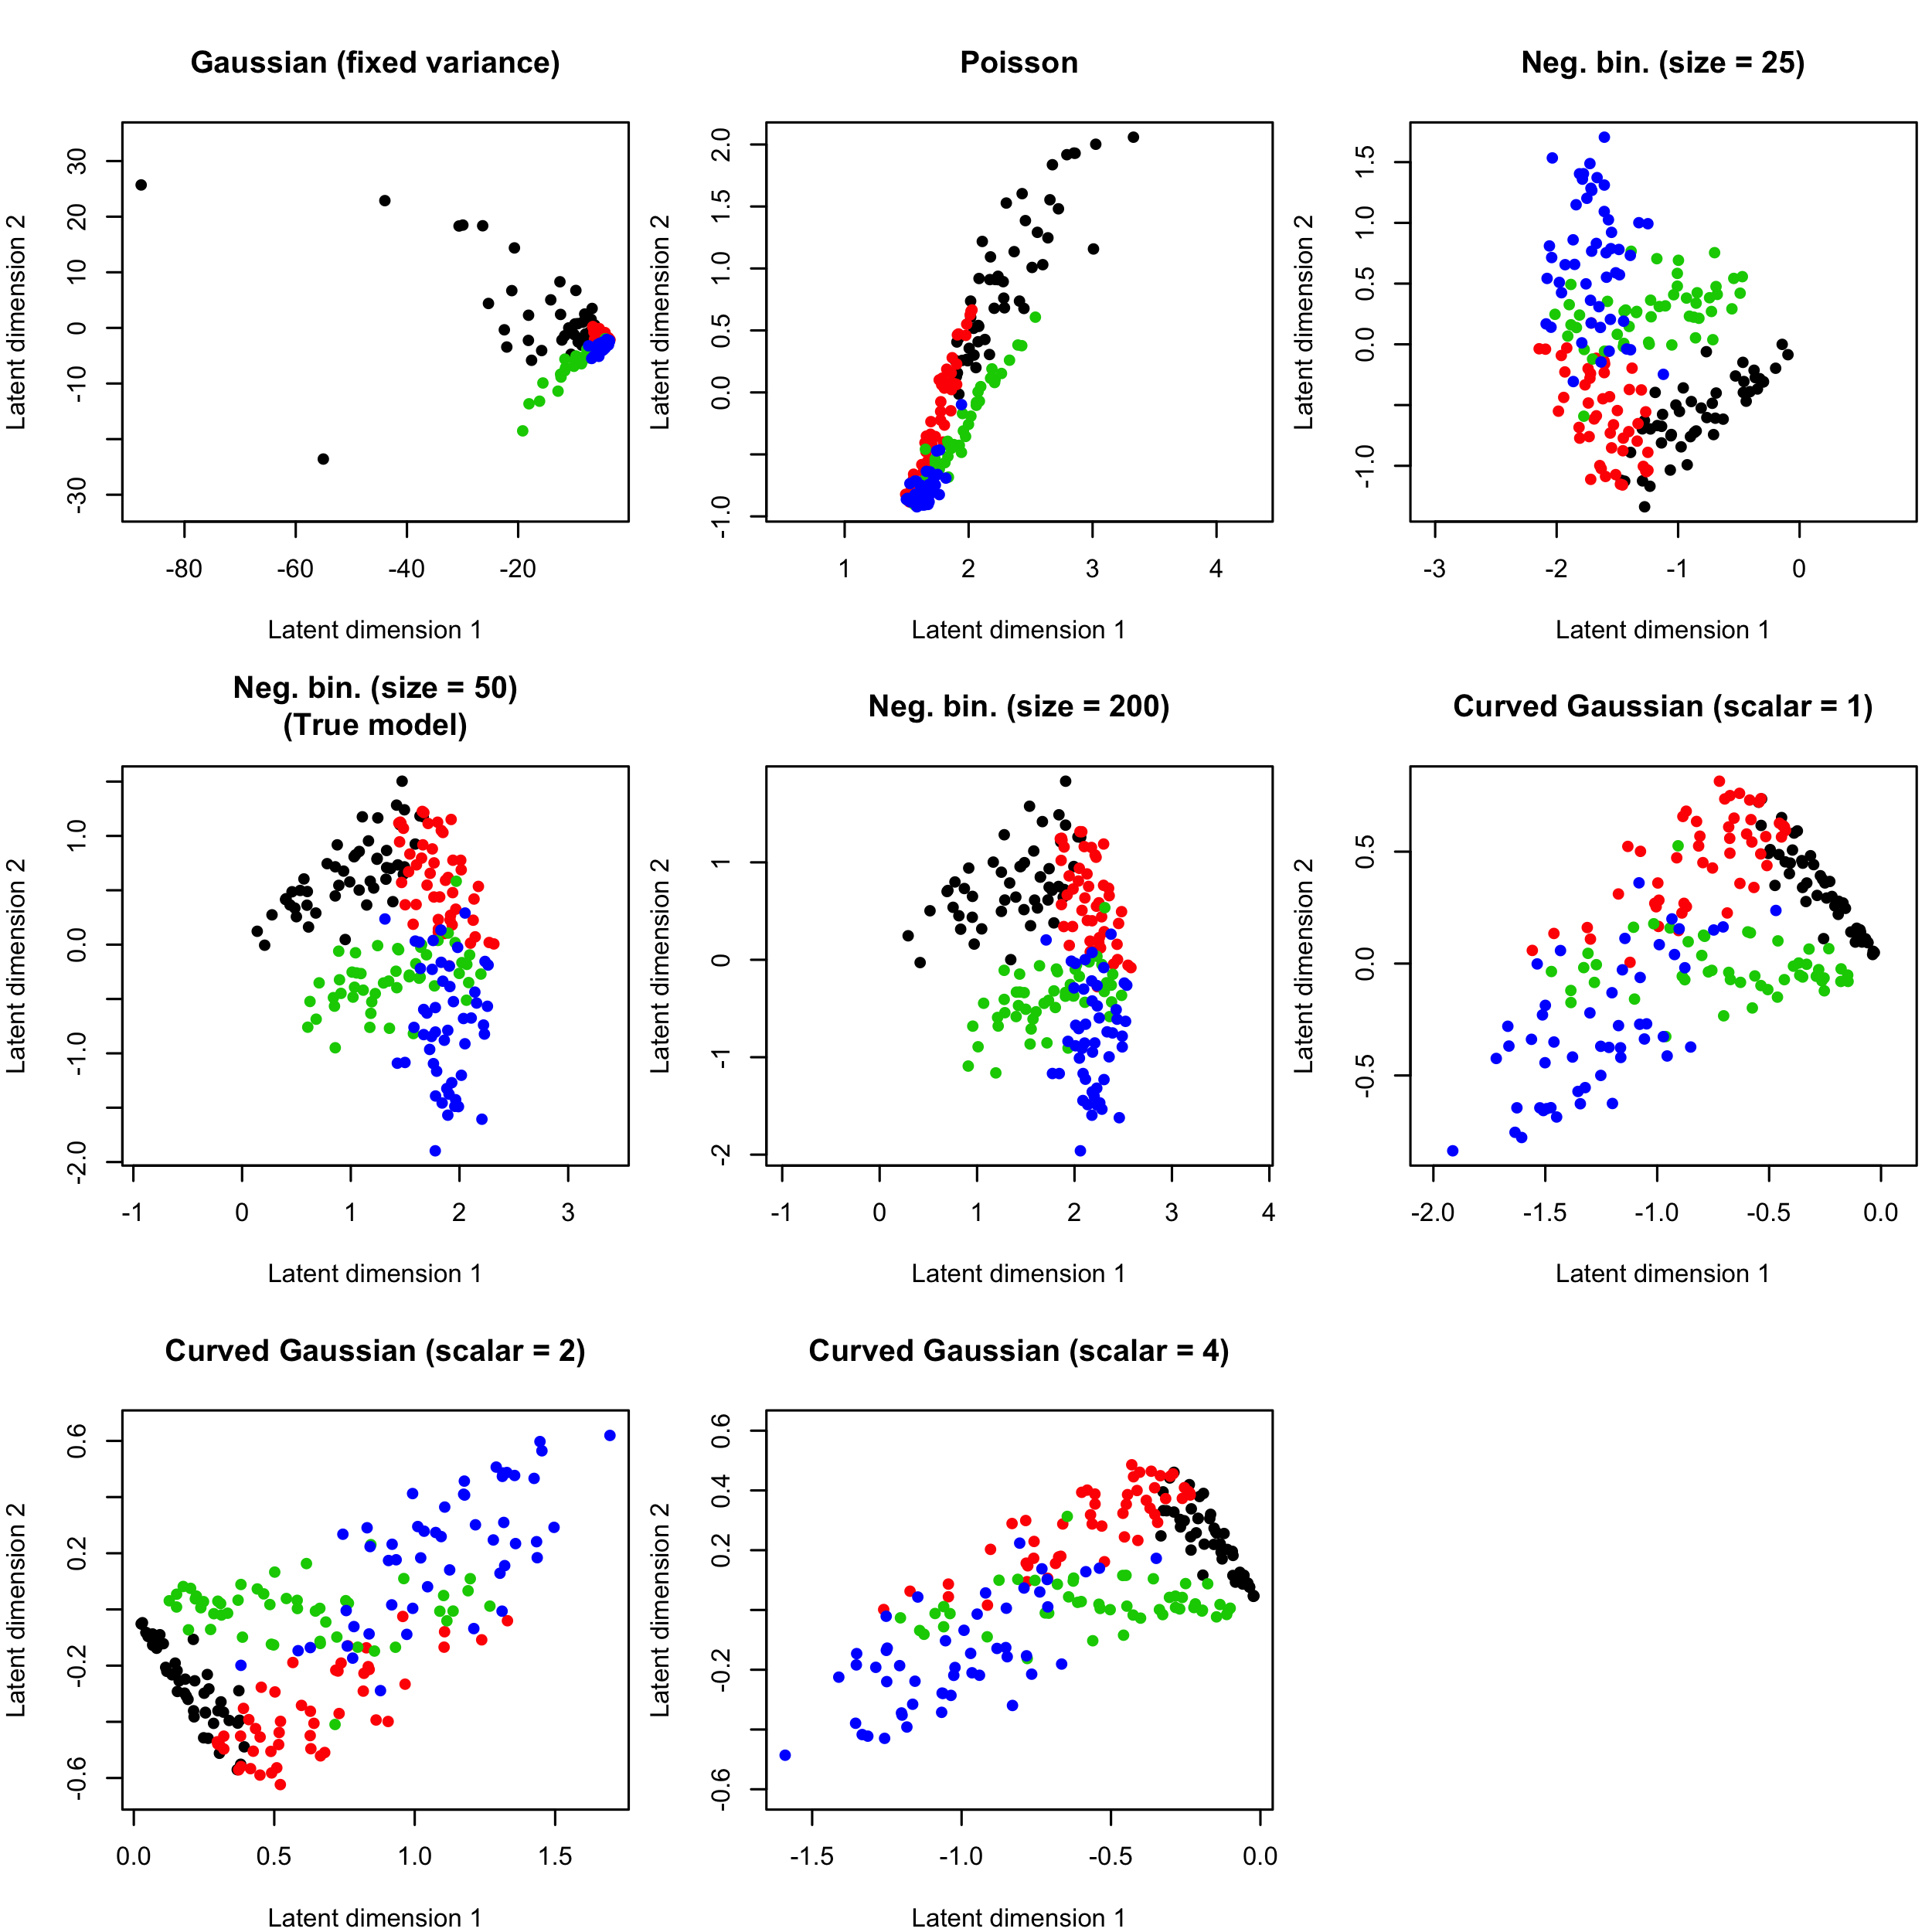 Gaussian (fixed variance)
Latent dimension 2
30
20
10
0
-10
-30
-80
-60
-40
-20
Latent dimension 1
Poisson
Latent dimension 2
2.0
1.5
1.0
0.5
0.0
-1.0
1
2
3
4
Latent dimension 1
Neg. bin. (size = 25)
Latent dimension 2
1.5
1.0
0.5
0.0
-1.0
-3
-2
-1
0
Latent dimension 1
Neg. bin. (size = 50)
(True model)
Latent dimension 2
1.0
0.0
-1.0
-2.0
-1
0
1
2
3
Latent dimension 1
Neg. bin. (size = 200)
Latent dimension 2
1
0
-1
-2
-1
0
1
2
3
4
Latent dimension 1
Curved Gaussian (scalar = 1)
Latent dimension 2
0.5
0.0
-0.5
-2.0
-1.5
-1.0
-0.5
0.0
Latent dimension 1
Curved Gaussian (scalar = 2)
Latent dimension 2
0.6
0.2
-0.2
-0.6
0.0
0.5
1.0
1.5
Latent dimension 1
Curved Gaussian (scalar = 4)
Latent dimension 2
0.6
0.4
0.2
-0.2
-0.6
-1.5
-1.0
-0.5
0.0
Latent dimension 1